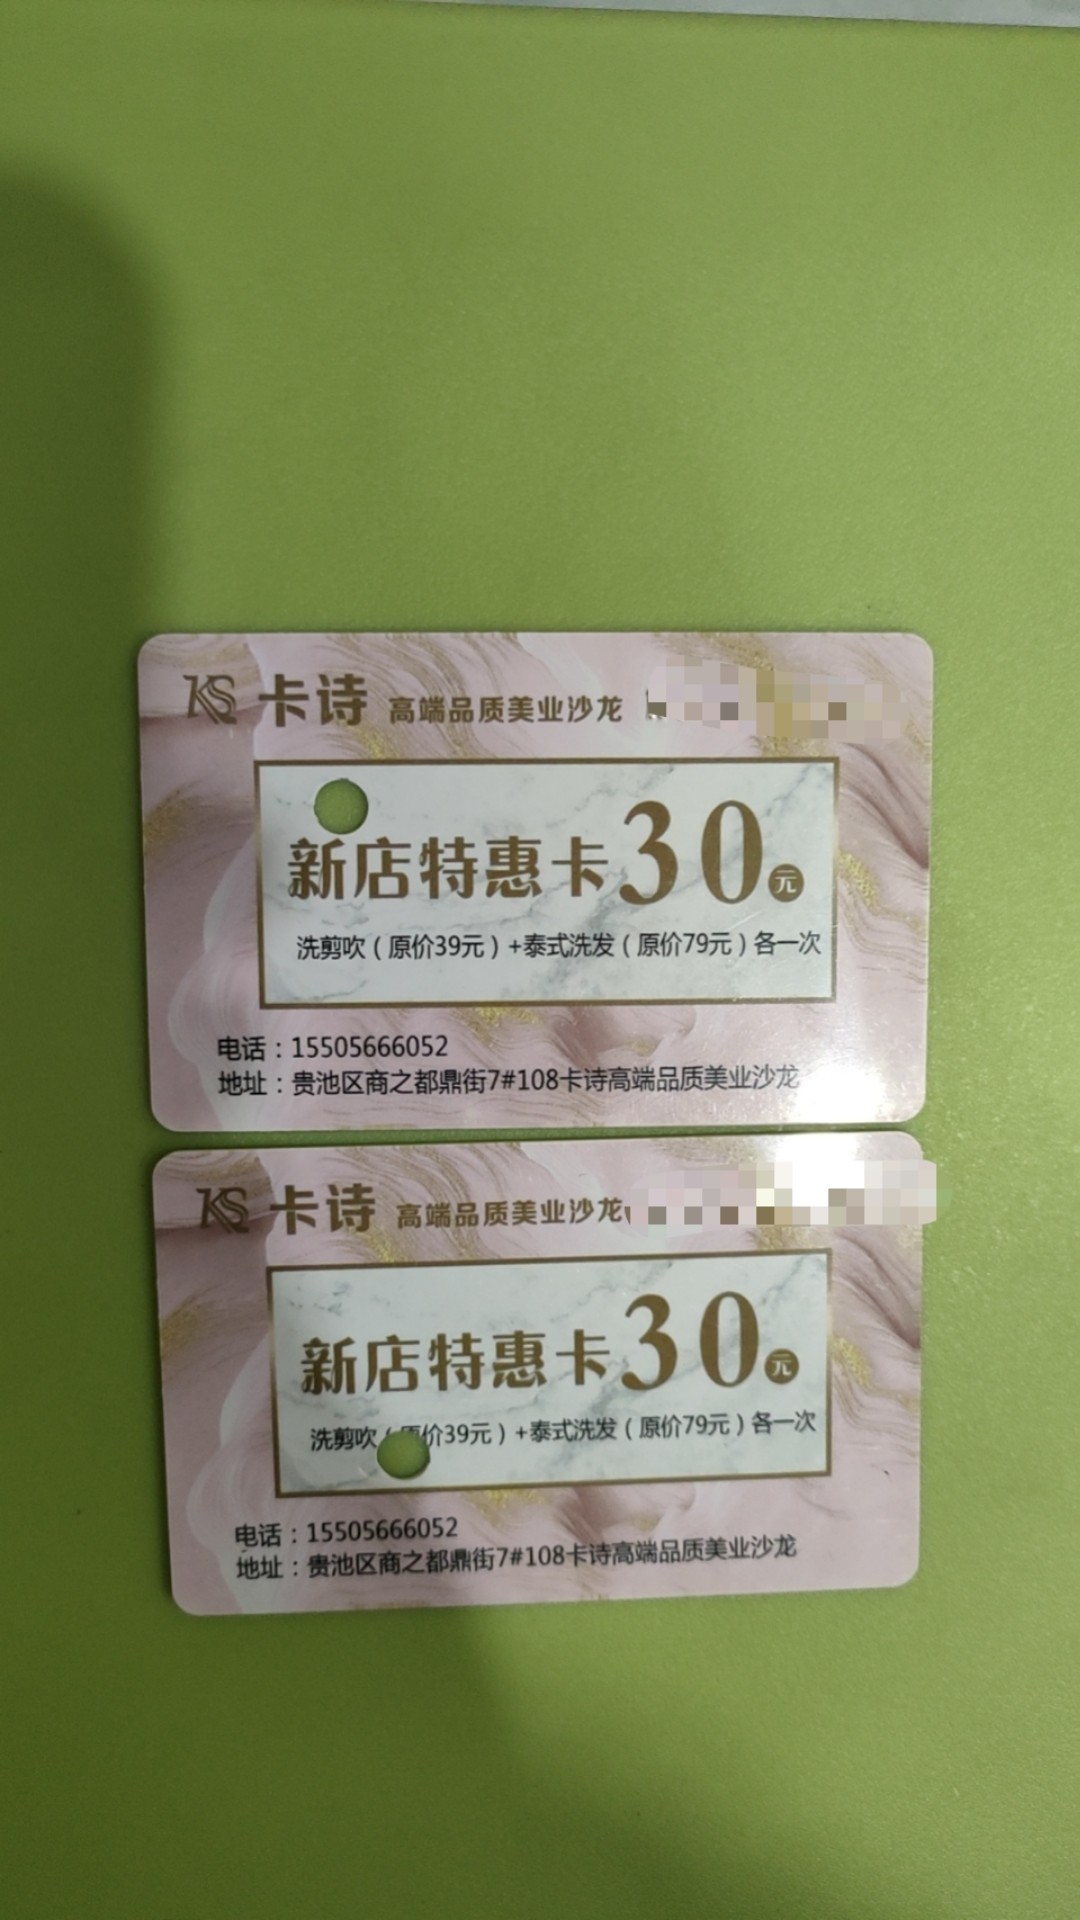 KS 卡诗 高端品质美业沙龙
新店特惠卡30元
洗剪吹（原价39元）+泰式洗发（原价79元）各一次
电话：15505666052
地址：贵池区商之都鼎街7#108卡诗高端品质美业沙龙
KS 卡诗 高端品质美业沙龙
新店特惠卡30元
洗剪吹（原价39元）+泰式洗发（原价79元）各一次
电话：15505666052
地址：贵池区商之都鼎街7#108卡诗高端品质美业沙龙